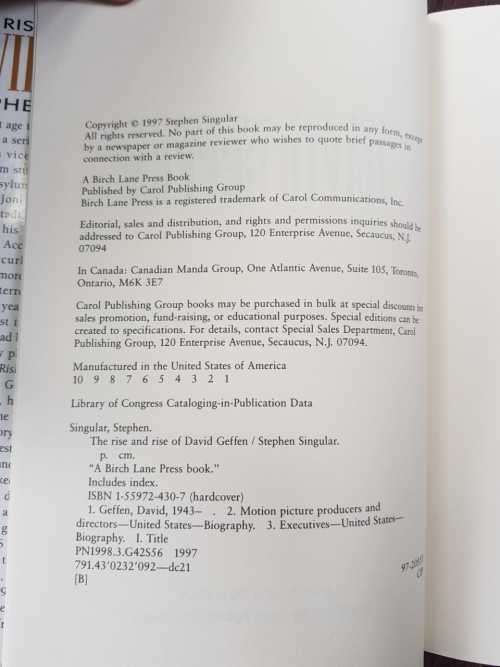 RIS
Copyright © 1997 Stephen Singular
All rights reserved. No part of this book may be reproduced in any form, except
by a newspaper or magazine reviewer who wishes to quote brief passages in
connection with a review.
A Birch Lane Press Book
Published by Carol Publishing Group
Birch Lane Press is a registered trademark of Carol Communications, Inc.
Editorial, sales and distribution, and rights and permissions inquiries should be
addressed to Carol Publishing Group, 120 Enterprise Avenue, Secaucus, N.J.
07094
In Canada: Canadian Manda Group, One Atlantic Avenue, Suite 105, Toronto,
Ontario, M6K 3E7
Carol Publishing Group books may be purchased in bulk at special discounts for
sales promotion, fund-raising, or educational purposes. Special editions can be
created to specifications. For details, contact Special Sales Department, Carol
Publishing Group, 120 Enterprise Avenue, Secaucus, N.J. 07094.
Manufactured in the United States of America
10 9 8 7 6 5 4 3 2 1
Library of Congress Cataloging-in-Publication Data
Singular, Stephen.
The rise and rise of David Geffen / Stephen Singular.
p. cm.
“A Birch Lane Press book.”
Includes index.
ISBN 1-55972-430-7 (hardcover)
1. Geffen, David, 1943– . 2. Motion picture producers and
directors—United States—Biography. 3. Executives—United States—
Biography. I. Title
PN1998.3.G42S56 1997
791.43'0232'092—dc21
[B]